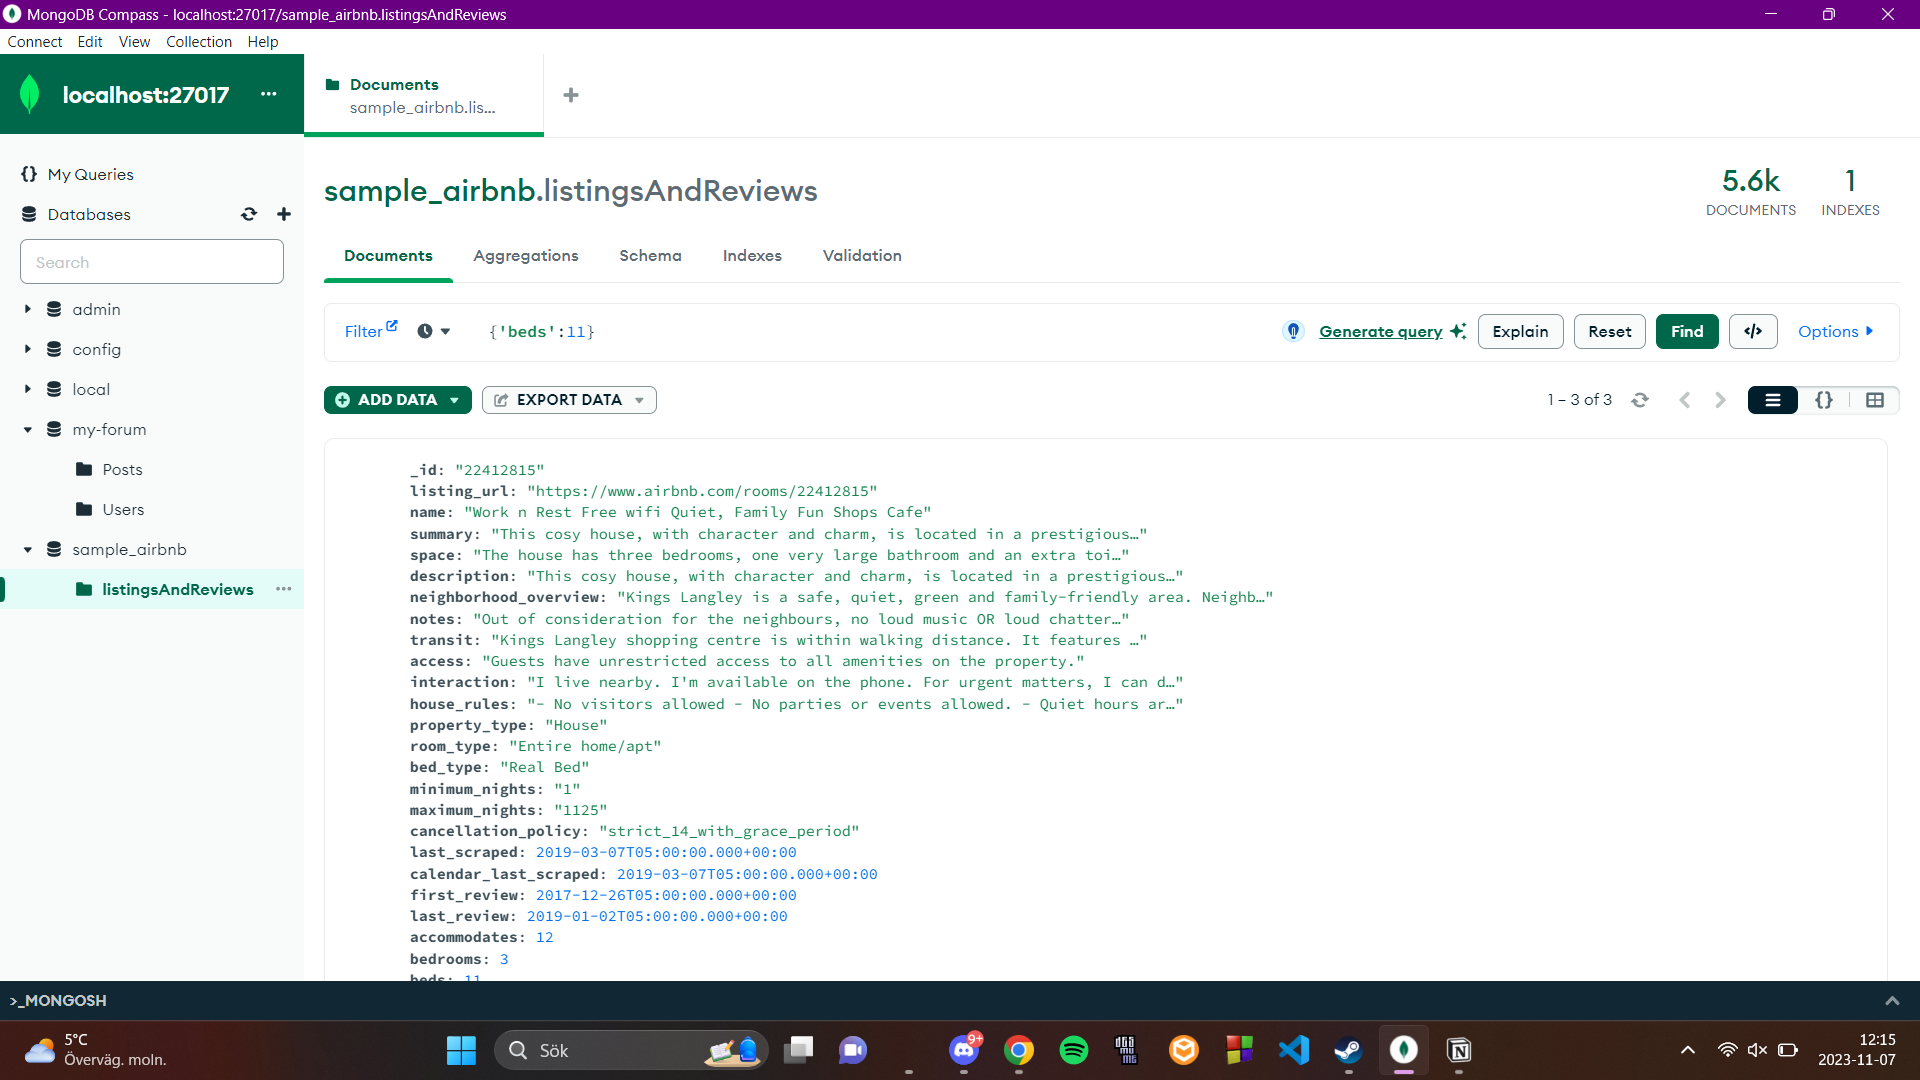 MongoDB Compass - localhost:27017/sample_airbnb.listingsAndReviews
Connect Edit View Collection Help
localhost:27017 ...
Documents
sample_airbnb.lis...
My Queries
Databases
Search
admin
config
local
my-forum
Posts
Users
sample_airbnb
listingsAndReviews
sample_airbnb.listingsAndReviews
5.6k
DOCUMENTS
1
INDEXES
Documents Aggregations Schema Indexes Validation
Filter {'beds':11} Generate query Explain Reset Find </> Options
ADD DATA EXPORT DATA 1 – 3 of 3 {}
_id: "22412815"
listing_url: "https://www.airbnb.com/rooms/22412815"
name: "Work n Rest Free wifi Quiet, Family Fun Shops Cafe"
summary: "This cosy house, with character and charm, is located in a prestigious…"
space: "The house has three bedrooms, one very large bathroom and an extra toi…"
description: "This cosy house, with character and charm, is located in a prestigious…"
neighborhood_overview: "Kings Langley is a safe, quiet, green and family-friendly area. Neighb…"
notes: "Out of consideration for the neighbours, no loud music OR loud chatter…"
transit: "Kings Langley shopping centre is within walking distance. It features …"
access: "Guests have unrestricted access to all amenities on the property."
interaction: "I live nearby. I'm available on the phone. For urgent matters, I can d…"
house_rules: "- No visitors allowed - No parties or events allowed. - Quiet hours ar…"
property_type: "House"
room_type: "Entire home/apt"
bed_type: "Real Bed"
minimum_nights: "1"
maximum_nights: "1125"
cancellation_policy: "strict_14_with_grace_period"
last_scraped: 2019-03-07T05:00:00.000+00:00
calendar_last_scraped: 2019-03-07T05:00:00.000+00:00
first_review: 2017-12-26T05:00:00.000+00:00
last_review: 2019-01-02T05:00:00.000+00:00
accommodates: 12
bedrooms: 3
beds: 11
>_MONGOSH
5°C
Överväg. moln.
Sök
9+
12:15
2023-11-07